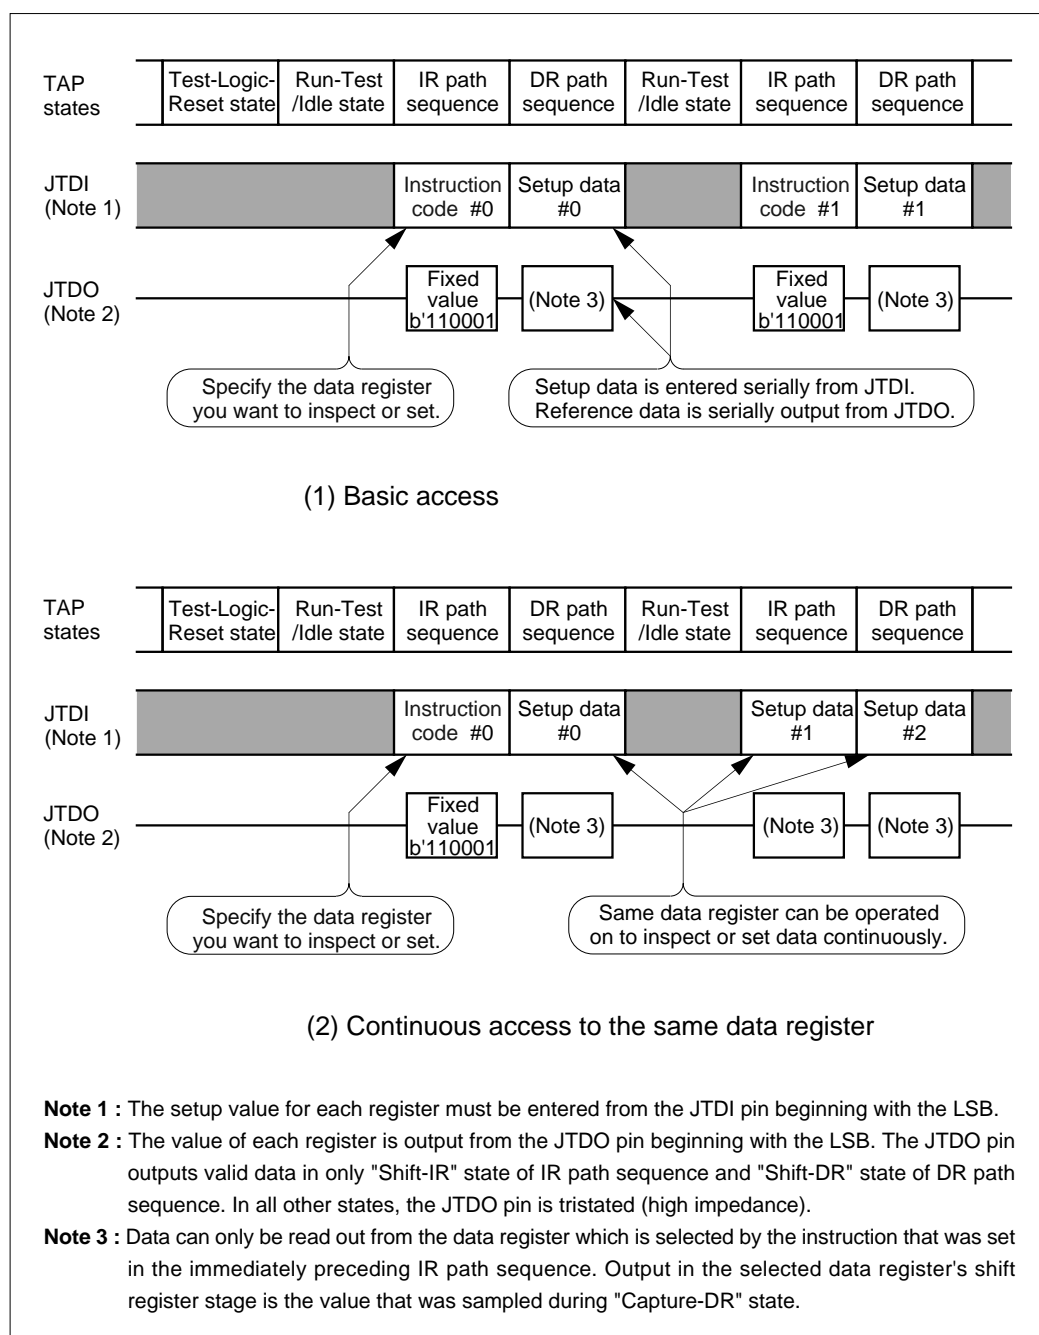 TAP
states
Test-Logic-
Reset state
Run-Test
/Idle state
IR path
sequence
DR path
sequence
Run-Test
/Idle state
IR path
sequence
DR path
sequence
JTDI
(Note 1)
Instruction
code #0
Setup data
#0
Instruction
code #1
Setup data
#1
JTDO
(Note 2)
Fixed
value
b'110001
(Note 3)
Fixed
value
b'110001
(Note 3)
Specify the data register
you want to inspect or set.
Setup data is entered serially from JTDI.
Reference data is serially output from JTDO.
(1) Basic access
TAP
states
Test-Logic-
Reset state
Run-Test
/Idle state
IR path
sequence
DR path
sequence
Run-Test
/Idle state
IR path
sequence
DR path
sequence
JTDI
(Note 1)
Instruction
code #0
Setup data
#0
Setup data
#1
Setup data
#2
JTDO
(Note 2)
Fixed
value
b'110001
(Note 3)
(Note 3)
(Note 3)
Specify the data register
you want to inspect or set.
Same data register can be operated
on to inspect or set data continuously.
(2) Continuous access to the same data register
Note 1 : The setup value for each register must be entered from the JTDI pin beginning with the LSB.
Note 2 : The value of each register is output from the JTDO pin beginning with the LSB. The JTDO pin
outputs valid data in only "Shift-IR" state of IR path sequence and "Shift-DR" state of DR path
sequence. In all other states, the JTDO pin is tristated (high impedance).
Note 3 : Data can only be read out from the data register which is selected by the instruction that was set
in the immediately preceding IR path sequence. Output in the selected data register's shift
register stage is the value that was sampled during "Capture-DR" state.